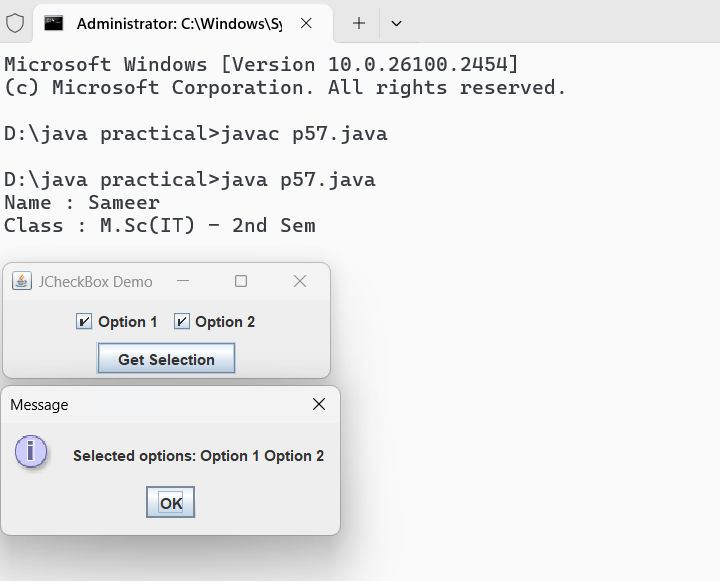 Administrator: C:\Windows\Sy
Microsoft Windows [Version 10.0.26100.2454]
(c) Microsoft Corporation. All rights reserved.
D:\java practical>javac p57.java
D:\java practical>java p57.java
Name : Sameer
Class : M.Sc(IT) - 2nd Sem
JCheckBox Demo
Option 1 Option 2
Get Selection
Message
i
Selected options: Option 1 Option 2
OK